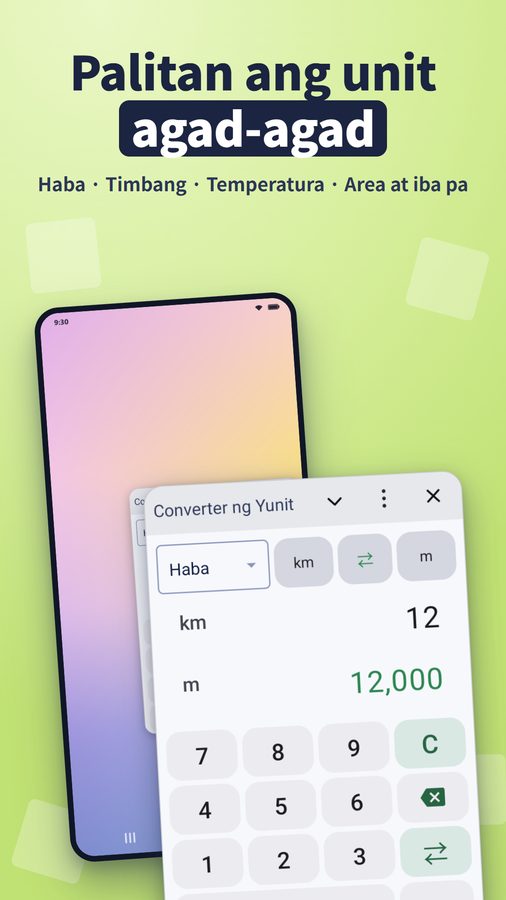 Palitan ang unit
agad-agad
Haba · Timbang · Temperatura · Area at iba pa
9:30
Converter ng Yunit
Haba
km
m
km
12
m
12,000
7 8 9 C
4 5 6
1 2 3